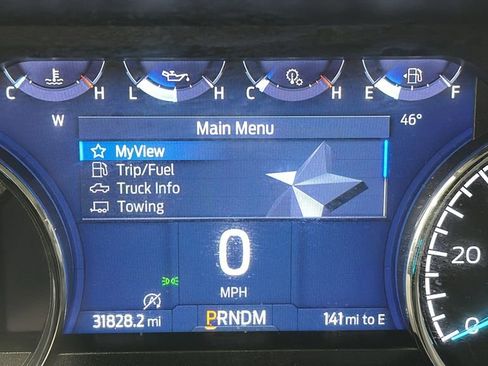 C H L H C H E F
W 46°
Main Menu
MyView
Trip/Fuel
Truck Info
Towing
0
MPH
20
0
31828.2 mi PRNDM 141 mi to E